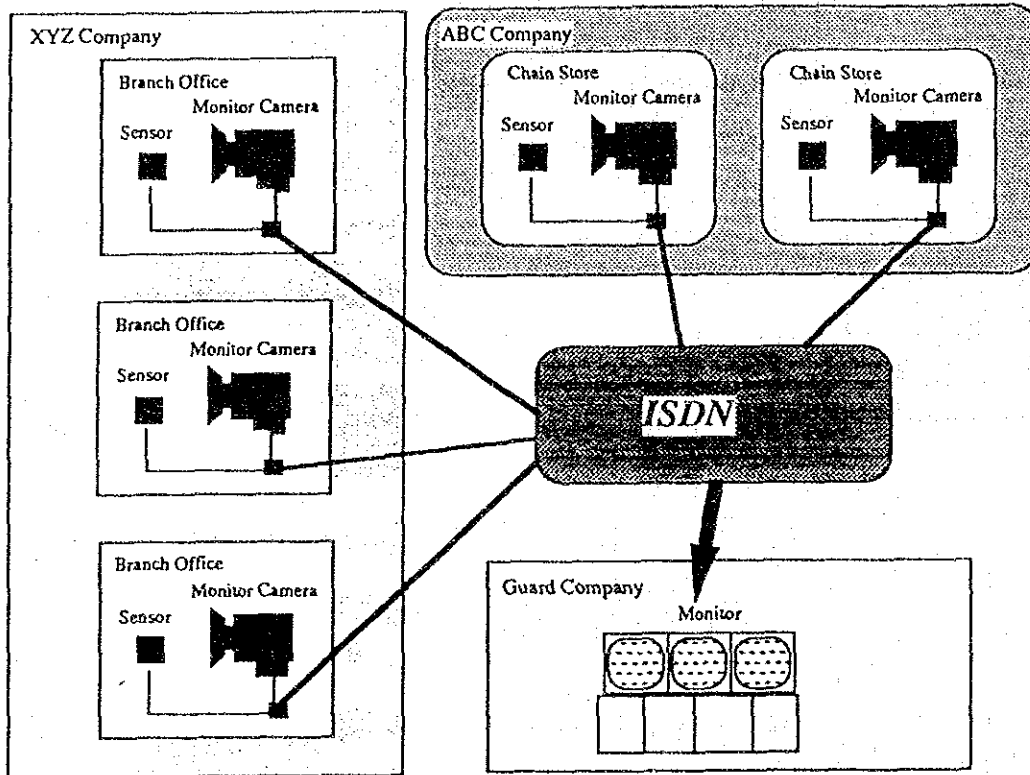 XYZ Company
Branch Office
Monitor Camera
Sensor
Branch Office
Monitor Camera
Sensor
Branch Office
Monitor Camera
Sensor
ABC Company
Chain Store
Monitor Camera
Sensor
Chain Store
Monitor Camera
Sensor
ISDN
Guard Company
Monitor